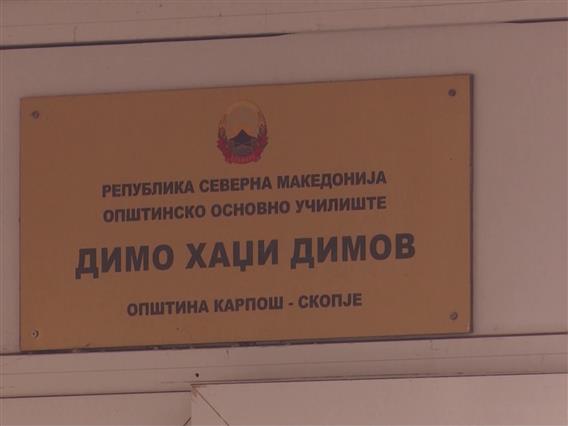 РЕПУБЛИКА СЕВЕРНА МАКЕДОНИЈА
ОПШТИНСКО ОСНОВНО УЧИЛИШТЕ
ДИМО ХАЏИ ДИМОВ
ОПШТИНА КАРПОШ - СКОПЈЕ